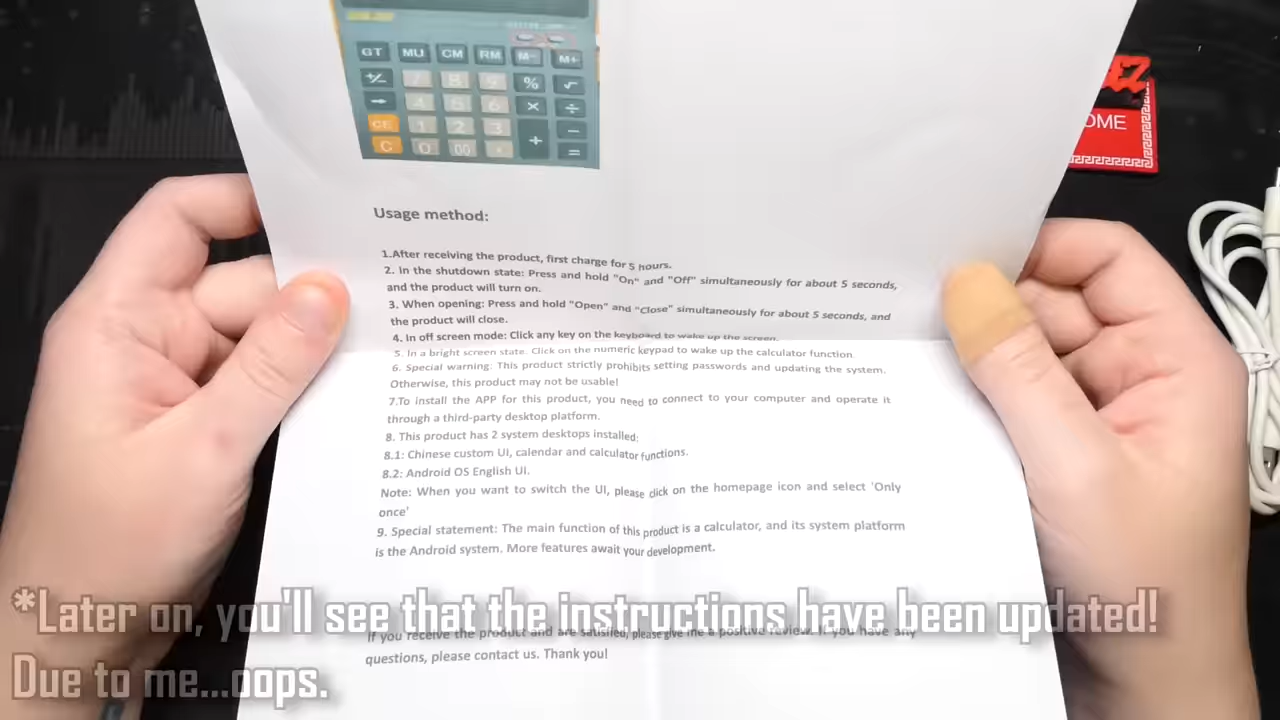 GT MU CM RM M- M+
+/- 7 8 9 % √
→ 4 5 6 × ÷
CE 1 2 3 + −
C 0 00 • =
OME
Usage method:
1.After receiving the product, first charge for 5 hours.
2. In the shutdown state: Press and hold "On" and "Off" simultaneously for about 5 seconds,
and the product will turn on.
3. When opening: Press and hold "Open" and "Close" simultaneously for about 5 seconds, and
the product will close.
4. In off screen mode: Click any key on the keyboard to wake up the screen.
5. In a bright screen state: Click on the numeric keypad to wake up the calculator function.
6. Special warning: This product strictly prohibits setting passwords and updating the system.
Otherwise, this product may not be usable!
7.To install the APP for this product, you need to connect to your computer and operate it
through a third-party desktop platform.
8. This product has 2 system desktops installed:
8.1: Chinese custom UI, calendar and calculator functions.
8.2: Android OS English UI.
Note: When you want to switch the UI, please click on the homepage icon and select 'Only
once'
9. Special statement: The main function of this product is a calculator, and its system platform
is the Android system. More features await your development.
*Later on, you'll see that the instructions have been updated!
If you receive the product and are satisfied, please give me a positive review. If you have any
questions, please contact us. Thank you!
Due to me...oops.